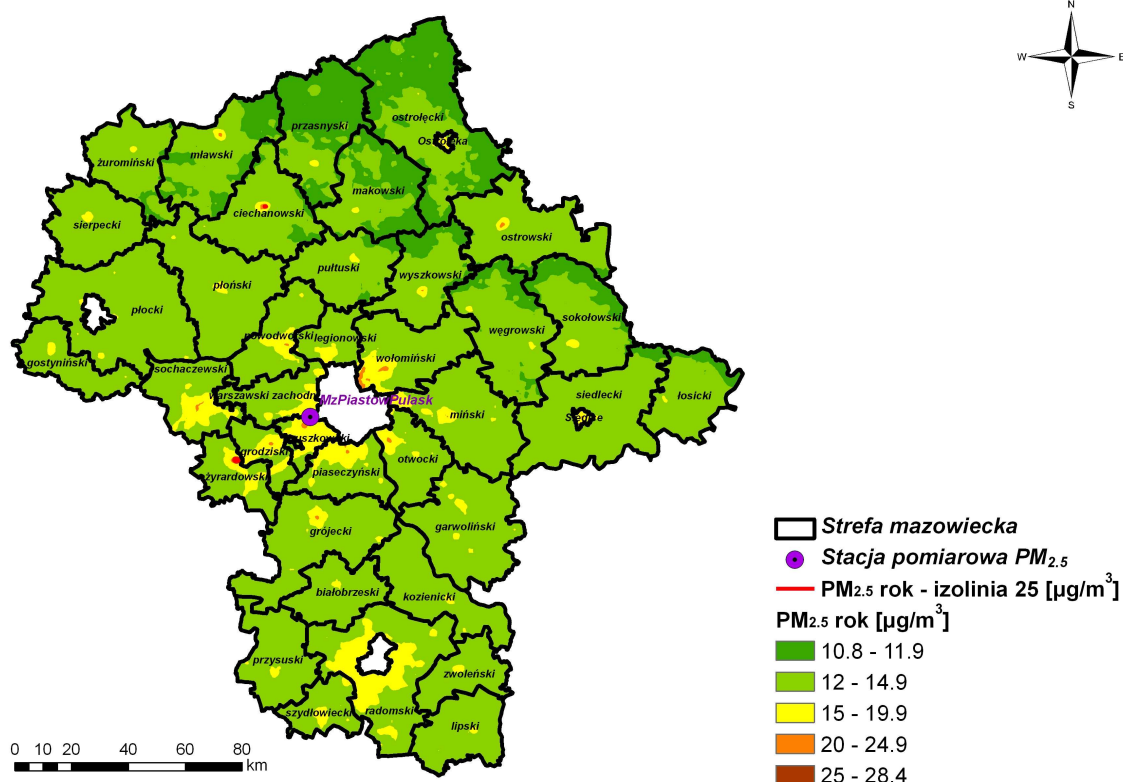 N
W E
S
ostrołęcki
Ostrołęka
przasnyski
mławski
żuromiński
makowski
ciechanowski
sierpecki
ostrowski
pułtuski
wyszkowski
płoński
płocki
sokołowski
węgrowski
nowodworski
legionowski
wołomiński
gostyniński
sochaczewski
warszawski zachodni
MzPiastowPulask
siedlecki
łosicki
Siedlce
miński
pruszkowski
grodziski
otwocki
piaseczyński
żyrardowski
garwoliński
grójecki
białobrzeski
kozienicki
przysuski
zwoleński
szydłowiecki
radomski
lipski
Strefa mazowiecka
Stacja pomiarowa PM2.5
PM2.5 rok - izolinia 25 [µg/m3]
PM2.5 rok [µg/m3]
10.8 - 11.9
12 - 14.9
15 - 19.9
20 - 24.9
25 - 28.4
0 10 20 40 60 80
km